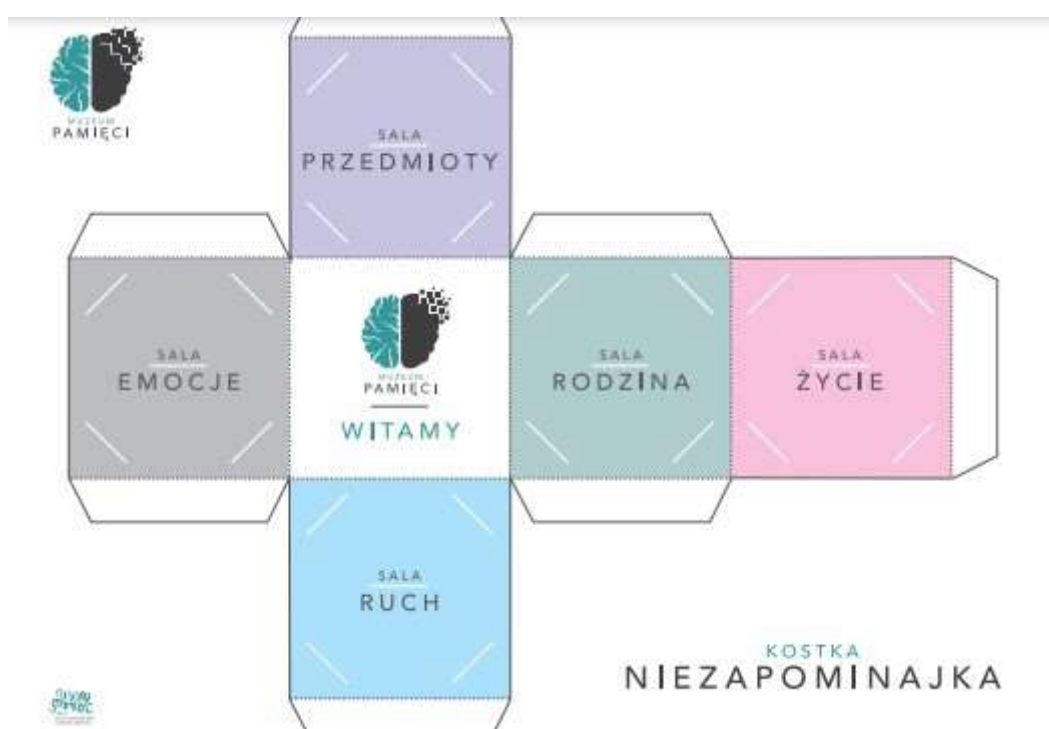 MUZEUM
PAMIĘCI
SALA
PRZEDMIOTY
SALA
EMOCJE
MUZEUM
PAMIĘCI
WITAMY
SALA
RODZINA
SALA
ŻYCIE
SALA
RUCH
KOSTKA
NIEZAPOMINAJKA